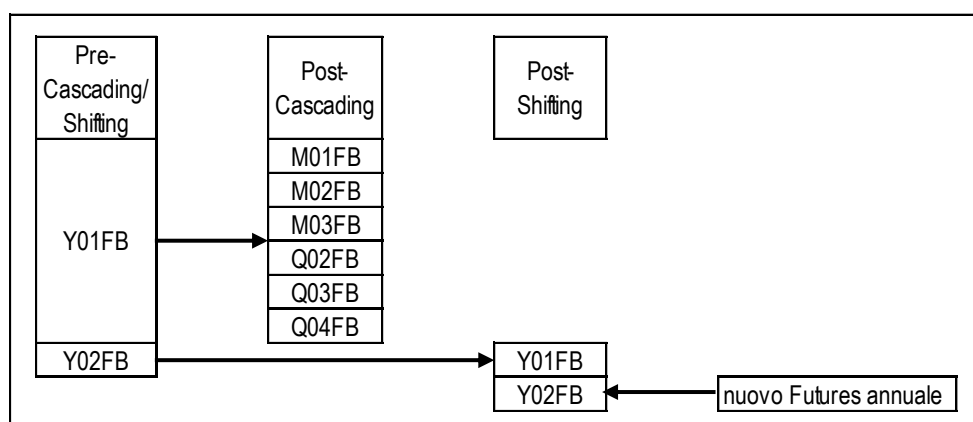 Pre-
Cascading/
Shifting
Post-
Cascading
Post-
Shifting
Y01FB
M01FB
M02FB
M03FB
Q02FB
Q03FB
Q04FB
Y02FB
Y01FB
Y02FB
nuovo Futures annuale